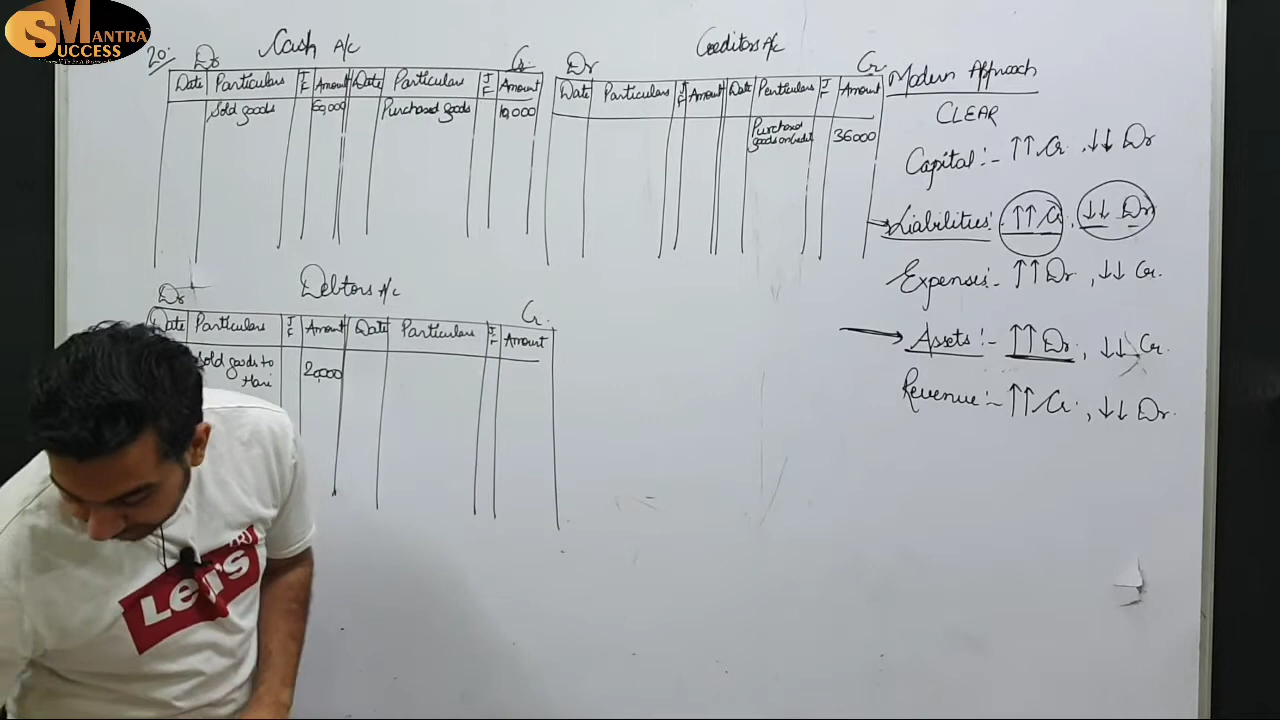 SMANTRA
SUCCESS
20:
Dr Cash A/c Cr.
Date Particulars J F Amount Date Particulars J F Amount
Sold goods 60,000 Purchased goods 10,000
Dr Creditors A/c Cr
Date Particulars J F Amount Date Particulars J F Amount
Purchased
goods on credit 36000
Dr Debtors A/c Cr.
Date Particulars J F Amount Date Particulars J F Amount
Sold goods to
Hari 20,000
Modern Approach
CLEAR
Capital:- ↑↑ Cr , ↓↓ Dr
Liabilities: ↑↑ Cr , ↓↓ Dr
Expenses:- ↑↑ Dr , ↓↓ Cr.
→ Assets:- ↑↑ Dr , ↓↓ Cr.
Revenue:- ↑↑ Cr. , ↓↓ Dr.
Levi's